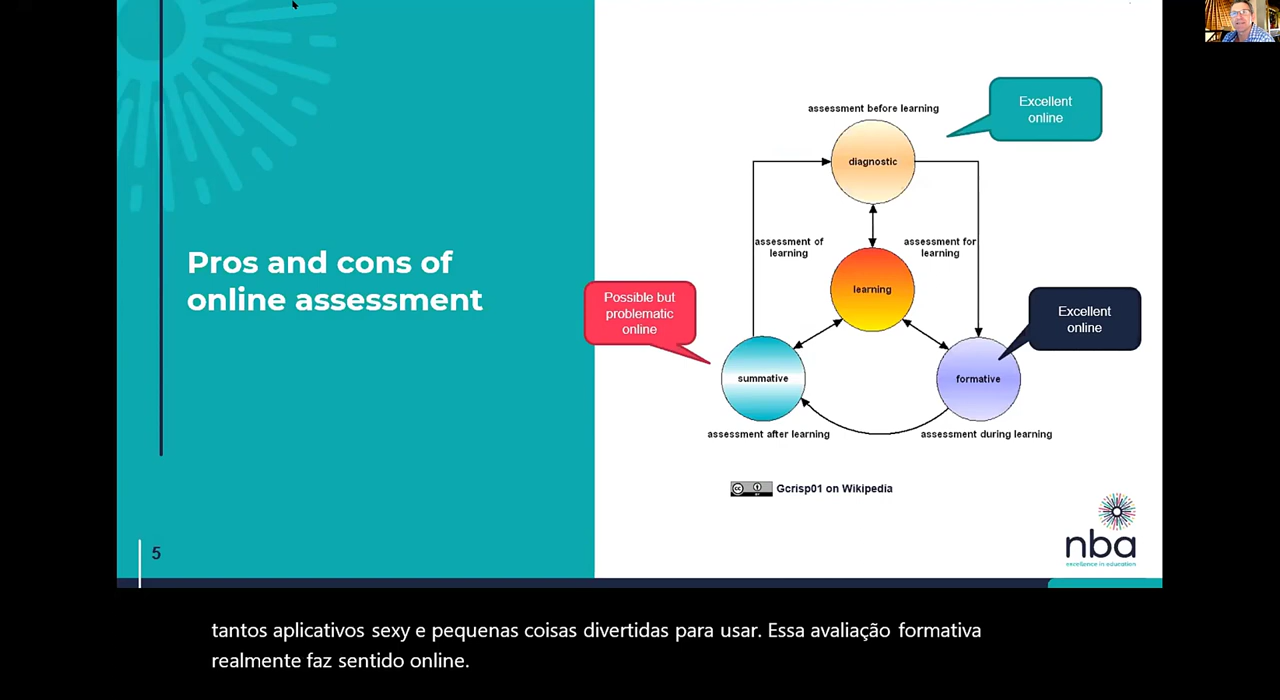 Pros and cons of
online assessment
5
assessment before learning
Excellent
online
diagnostic
assessment of
learning
assessment for
learning
learning
Possible but
problematic
online
Excellent
online
summative
formative
assessment after learning
assessment during learning
cc
BY
Gcrisp01 on Wikipedia
nba
excellence in education
tantos aplicativos sexy e pequenas coisas divertidas para usar. Essa avaliação formativa
realmente faz sentido online.